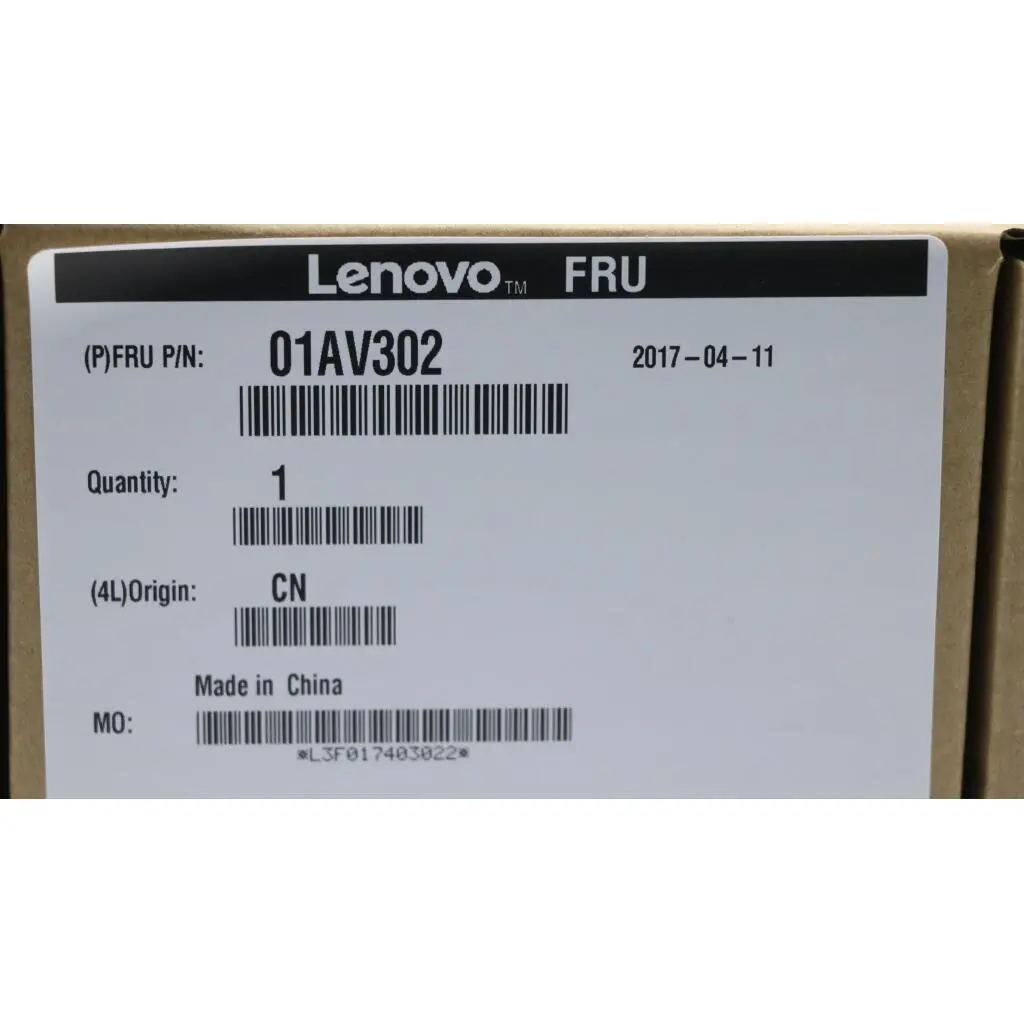 Lenovo™ FRU
(P)FRU P/N: 01AV302 2017-04-11
Quantity: 1
(4L)Origin: CN
Made in China
MO:
*L3F017403022*